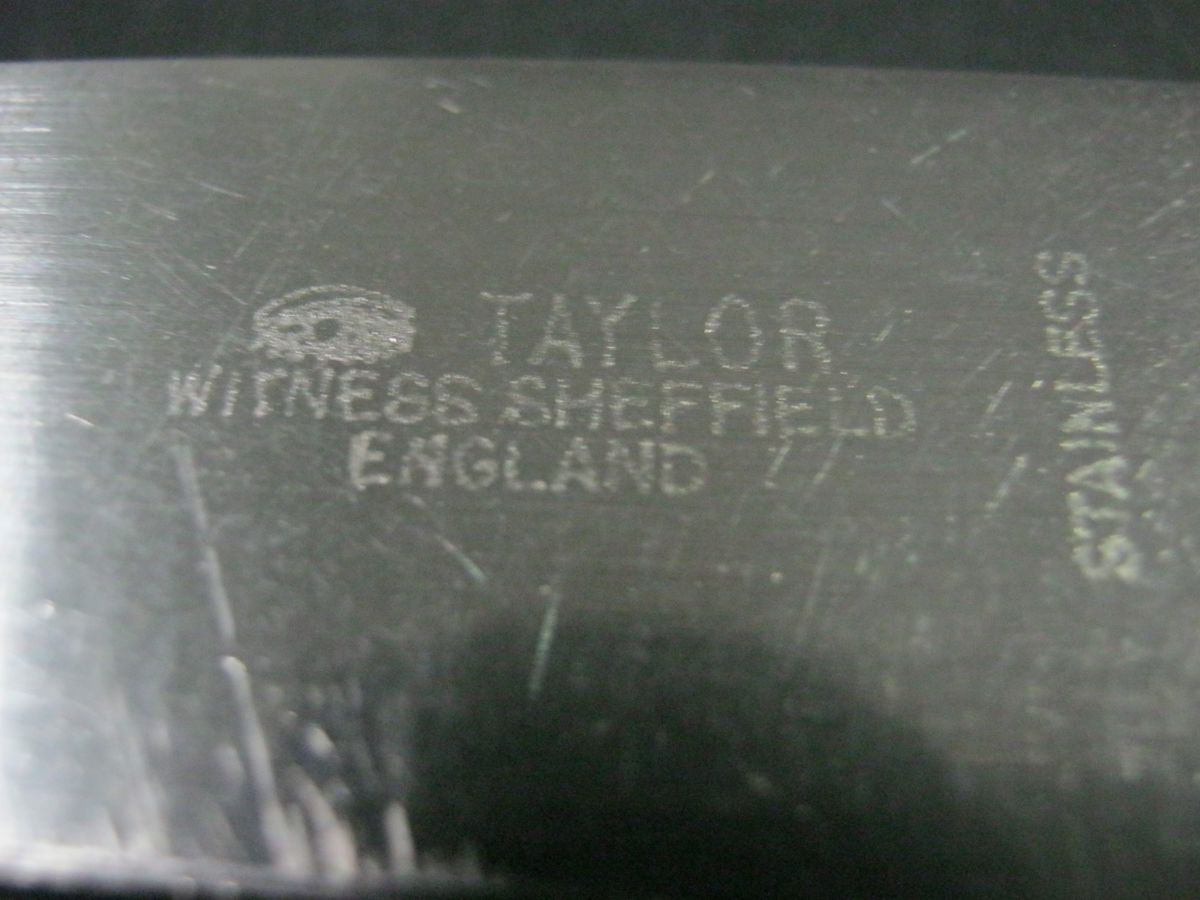 TAYLOR
WITNESS SHEFFIELD
ENGLAND
STAINLESS